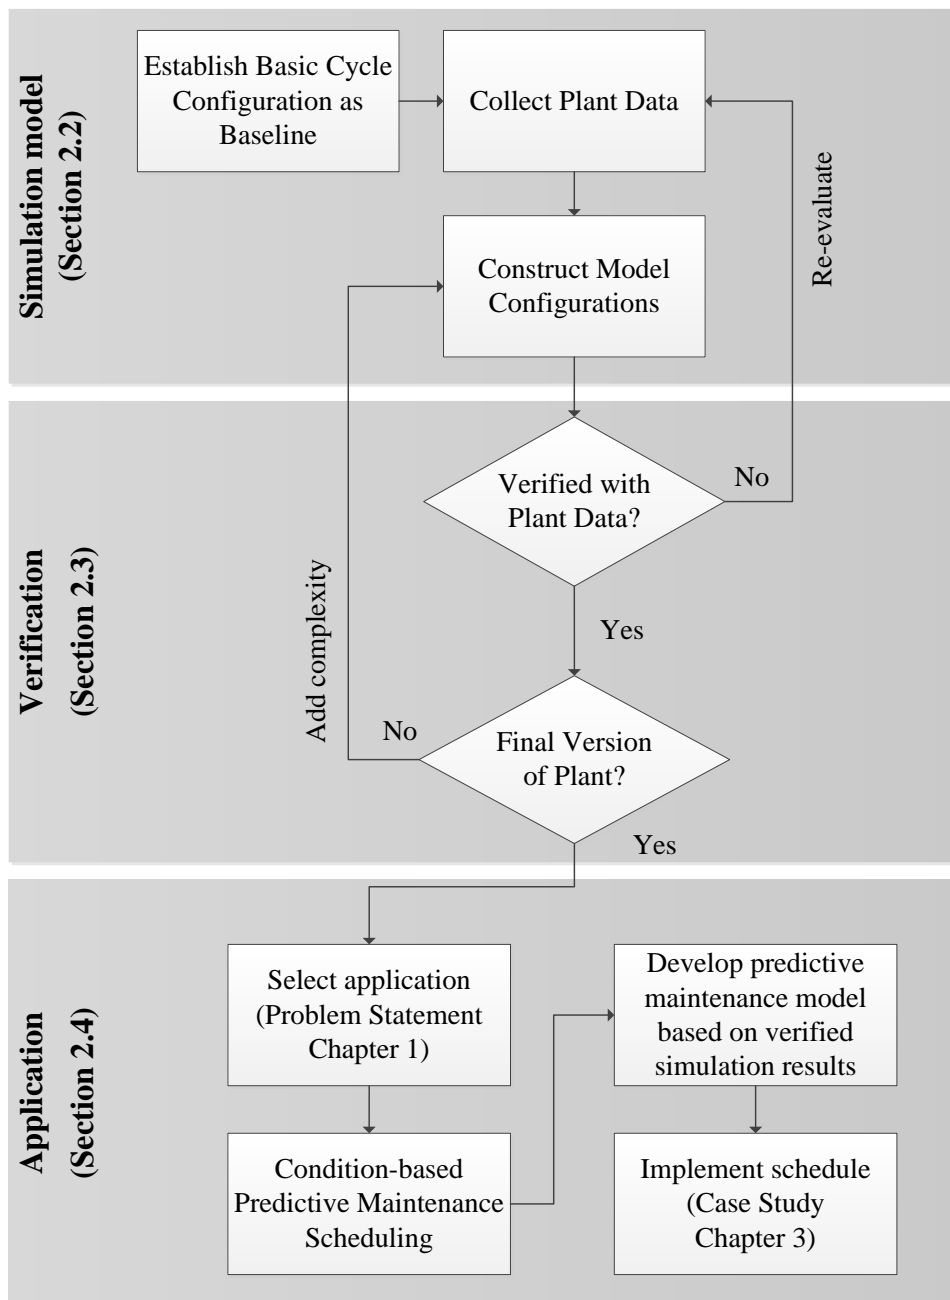 Simulation model
(Section 2.2)
Establish Basic Cycle
Configuration as
Baseline
Collect Plant Data
Construct Model
Configurations
Re-evaluate
Verification
(Section 2.3)
Verified with
Plant Data?
No
Yes
Add complexity
No
Final Version
of Plant?
Yes
Application
(Section 2.4)
Select application
(Problem Statement
Chapter 1)
Condition-based
Predictive Maintenance
Scheduling
Develop predictive
maintenance model
based on verified
simulation results
Implement schedule
(Case Study
Chapter 3)